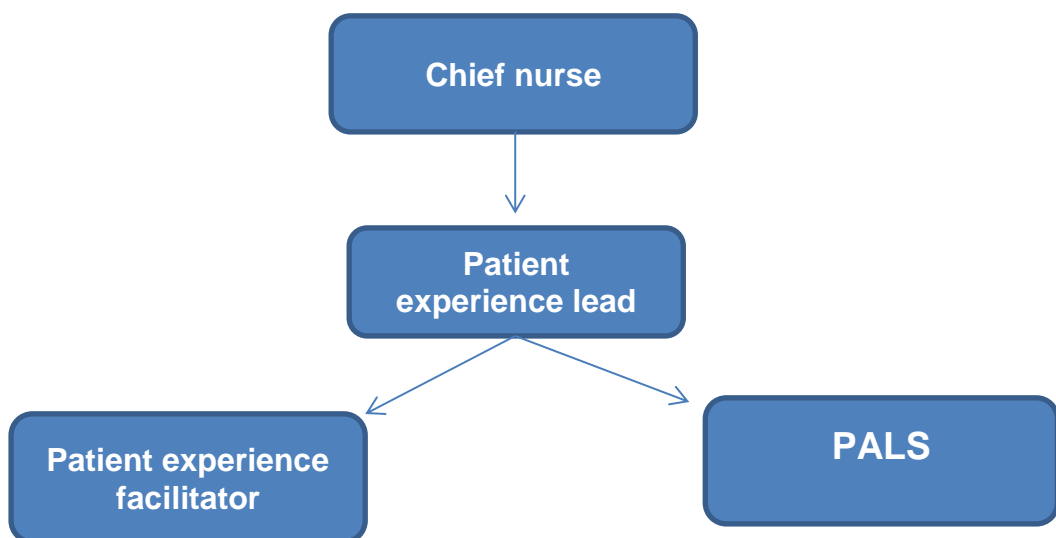 Chief nurse
Patient
experience lead
Patient experience
facilitator
PALS